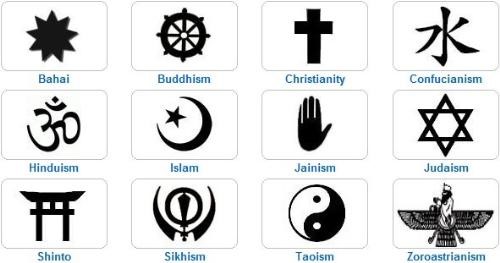 水
Bahai Buddhism Christianity Confucianism
ॐ
Hinduism Islam Jainism Judaism
Shinto Sikhism Taoism Zoroastrianism